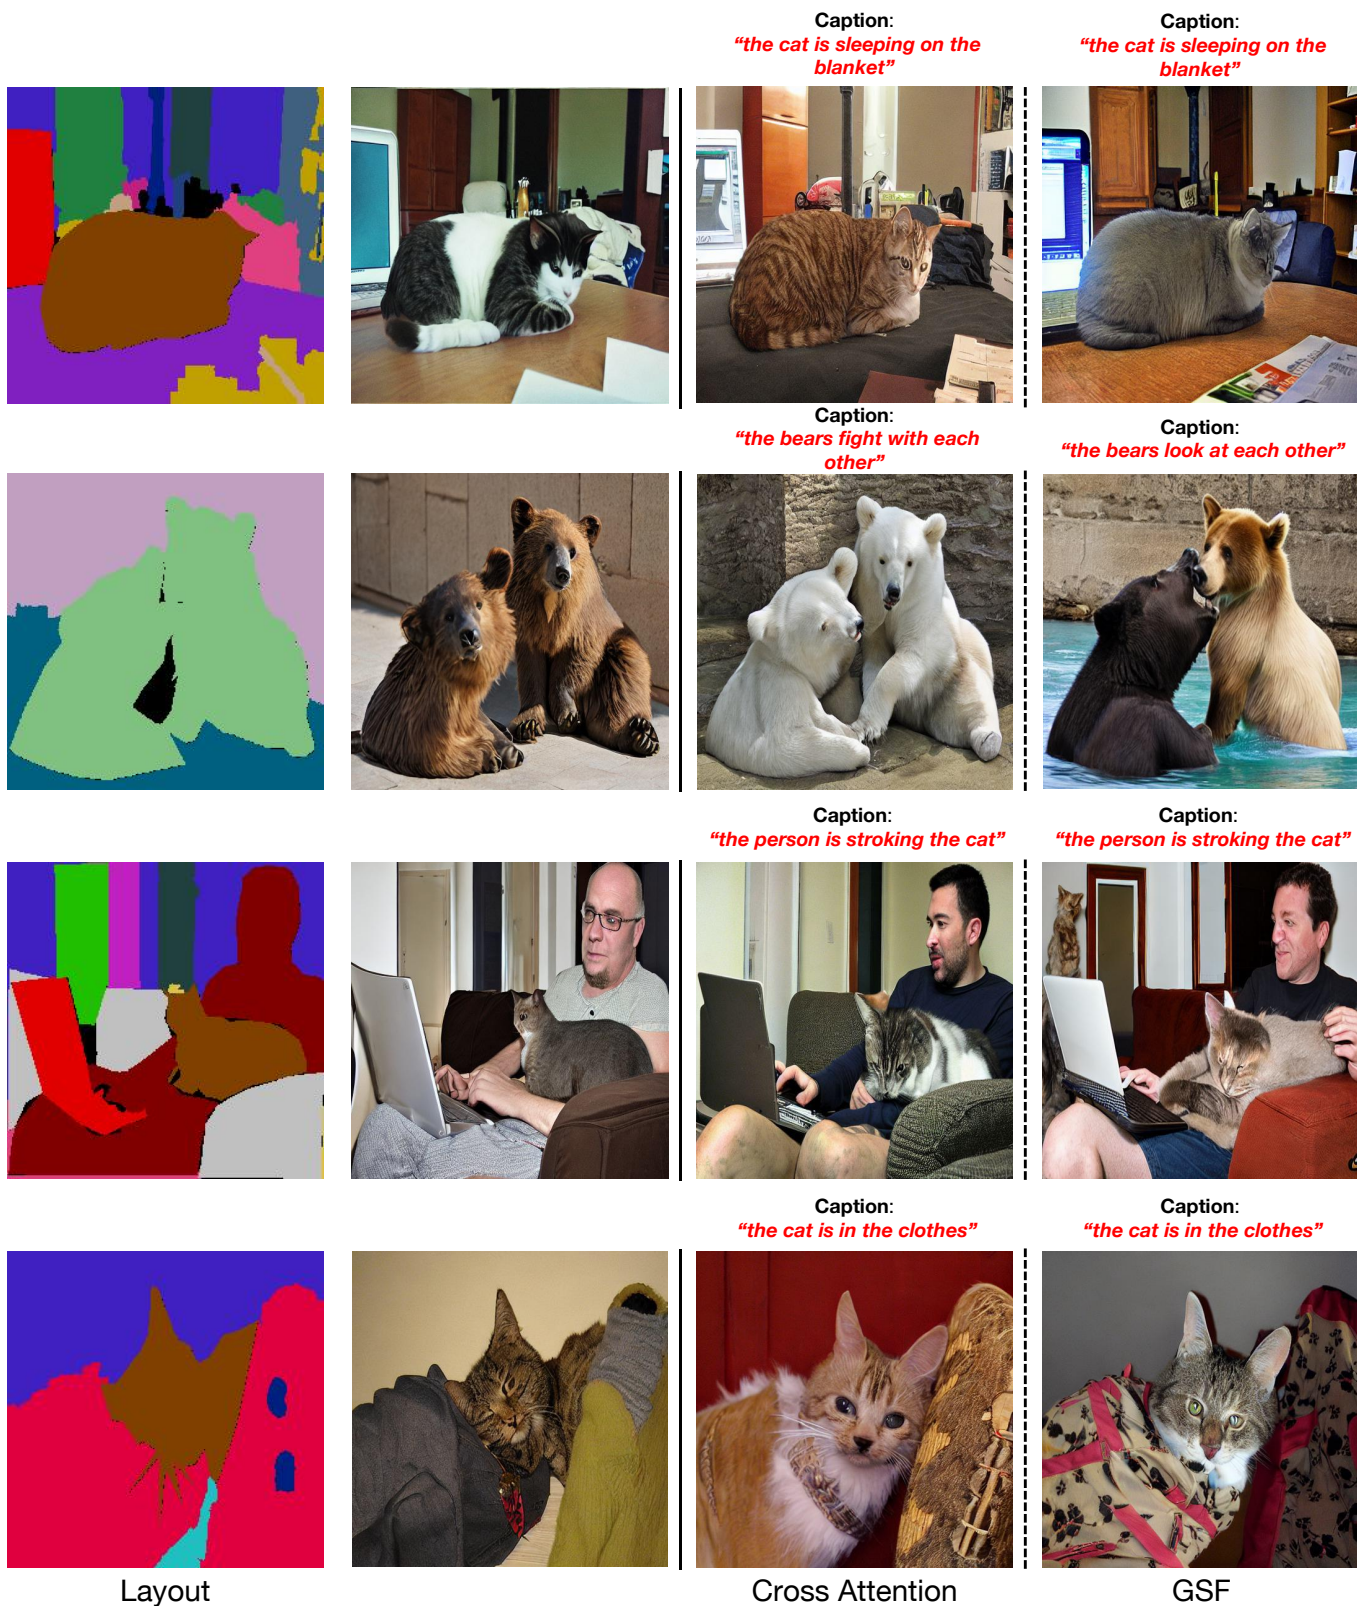 Caption:
“the cat is sleeping on the
blanket”
Caption:
“the cat is sleeping on the
blanket”
Caption:
“the bears fight with each
other”
Caption:
“the bears look at each other”
Caption:
“the person is stroking the cat”
Caption:
“the person is stroking the cat”
Caption:
“the cat is in the clothes”
Caption:
“the cat is in the clothes”
Layout
Cross Attention
GSF